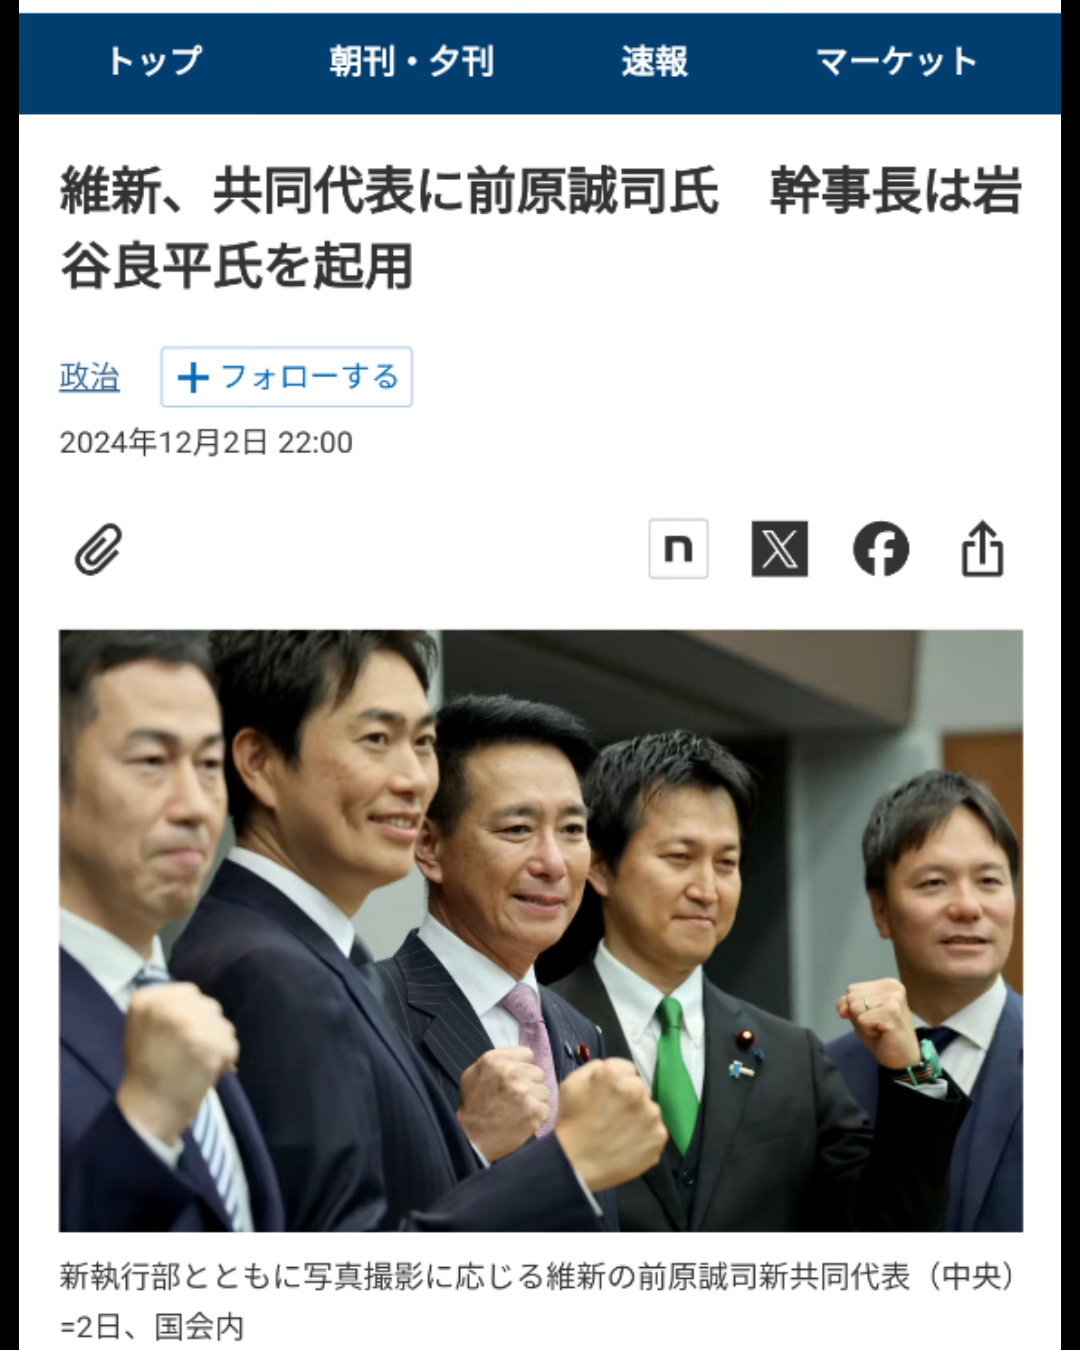 トップ 朝刊・夕刊 速報 マーケット
維新、共同代表に前原誠司氏　幹事長は岩
谷良平氏を起用
政治 + フォローする
2024年12月2日 22:00
新執行部とともに写真撮影に応じる維新の前原誠司新共同代表（中央）
=2日、国会内